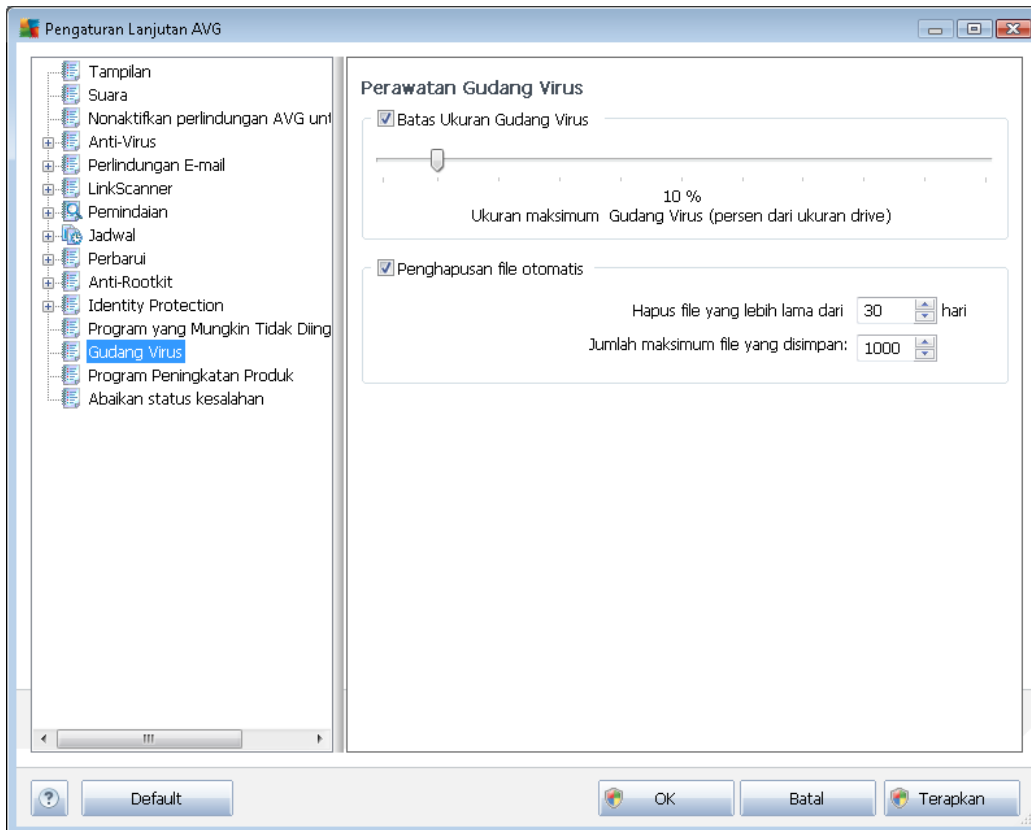 Pengaturan Lanjutan AVG
Tampilan
Suara
Nonaktifkan perlindungan AVG unt
Anti-Virus
Perlindungan E-mail
LinkScanner
Pemindaian
Jadwal
Perbarui
Anti-Rootkit
Identity Protection
Program yang Mungkin Tidak Diing
Gudang Virus
Program Peningkatan Produk
Abaikan status kesalahan
Perawatan Gudang Virus
Batas Ukuran Gudang Virus
10 %
Ukuran maksimum Gudang Virus (persen dari ukuran drive)
Penghapusan file otomatis
Hapus file yang lebih lama dari 30 hari
Jumlah maksimum file yang disimpan: 1000
? Default OK Batal Terapkan